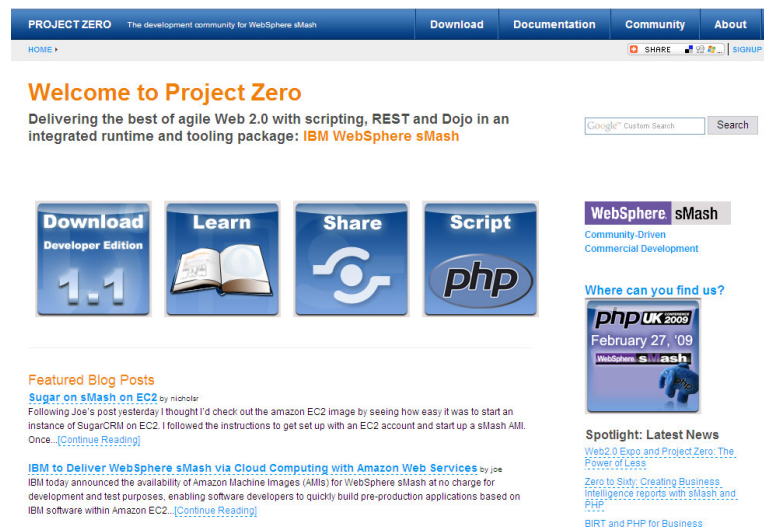 PROJECT ZERO The development community for WebSphere sMash Download Documentation Community About
HOME SHARE SIGNUP
Welcome to Project Zero
Delivering the best of agile Web 2.0 with scripting, REST and Dojo in an
integrated runtime and tooling package: IBM WebSphere sMash
Google™ Custom Search Search
Download
Developer Edition
1.1
Learn
Share
Script
php
WebSphere. sMash
Community-Driven
Commercial Development
Where can you find us?
php UK CONFERENCE 2009
February 27, '09
WebSphere. sMash
php
Featured Blog Posts
Sugar on sMash on EC2 by nicholsr
Following Joe's post yesterday I thought I'd check out the amazon EC2 image by seeing how easy it was to start an
instance of SugarCRM on EC2. I followed the instructions to get set up with an EC2 account and start up a sMash AMI.
Once...[Continue Reading]
IBM to Deliver WebSphere sMash via Cloud Computing with Amazon Web Services by joe
IBM today announced the availability of Amazon Machine Images (AMIs) for WebSphere sMash at no charge for
development and test purposes, enabling software developers to quickly build pre-production applications based on
IBM software within Amazon EC2...[Continue Reading]
Spotlight: Latest News
Web2.0 Expo and Project Zero: The
Power of Less
Zero to Sixty: Creating Business
Intelligence reports with sMash and
PHP
BIRT and PHP for Business